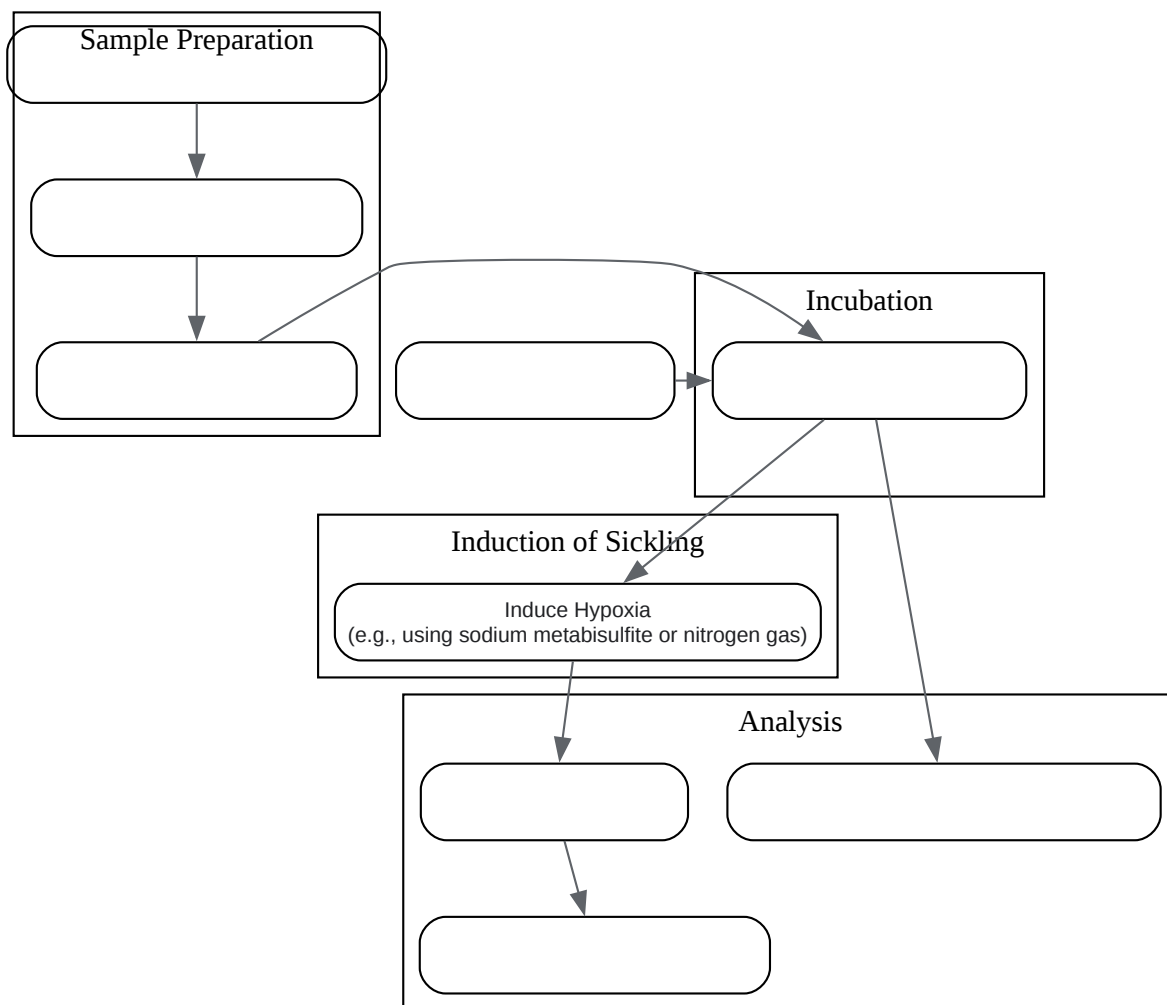 Sample Preparation
Incubation
Induction of Sickling
Induce Hypoxia
(e.g., using sodium metabisulfite or nitrogen gas)
Analysis